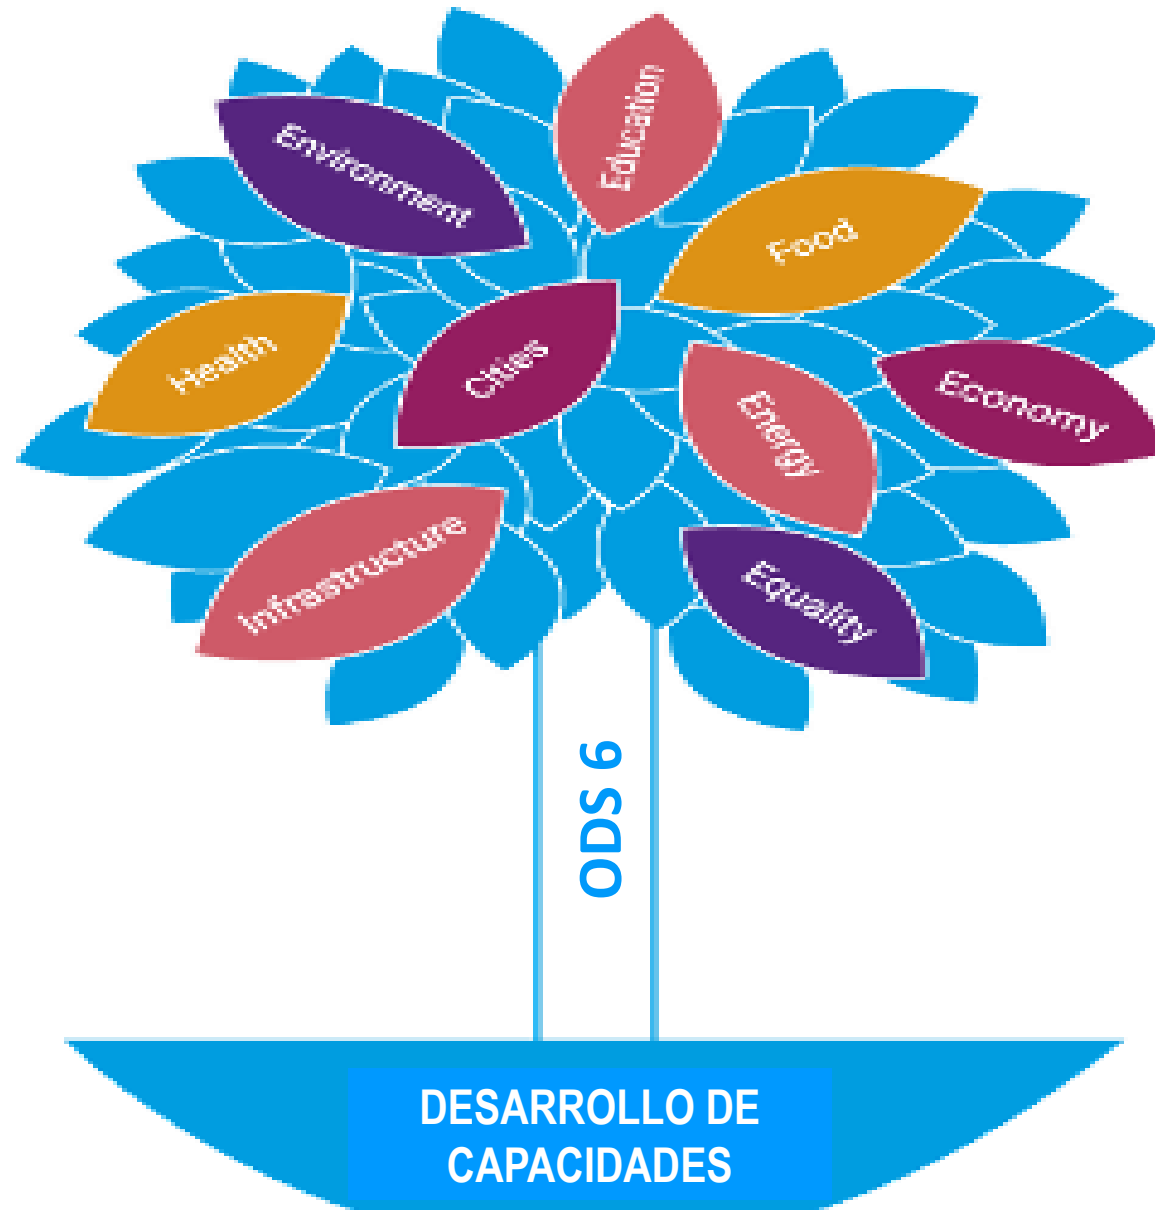 Education
Environment
Food
Health
Cities
Economy
Energy
Infrastructure
Equality
ODS 6
DESARROLLO DE
CAPACIDADES